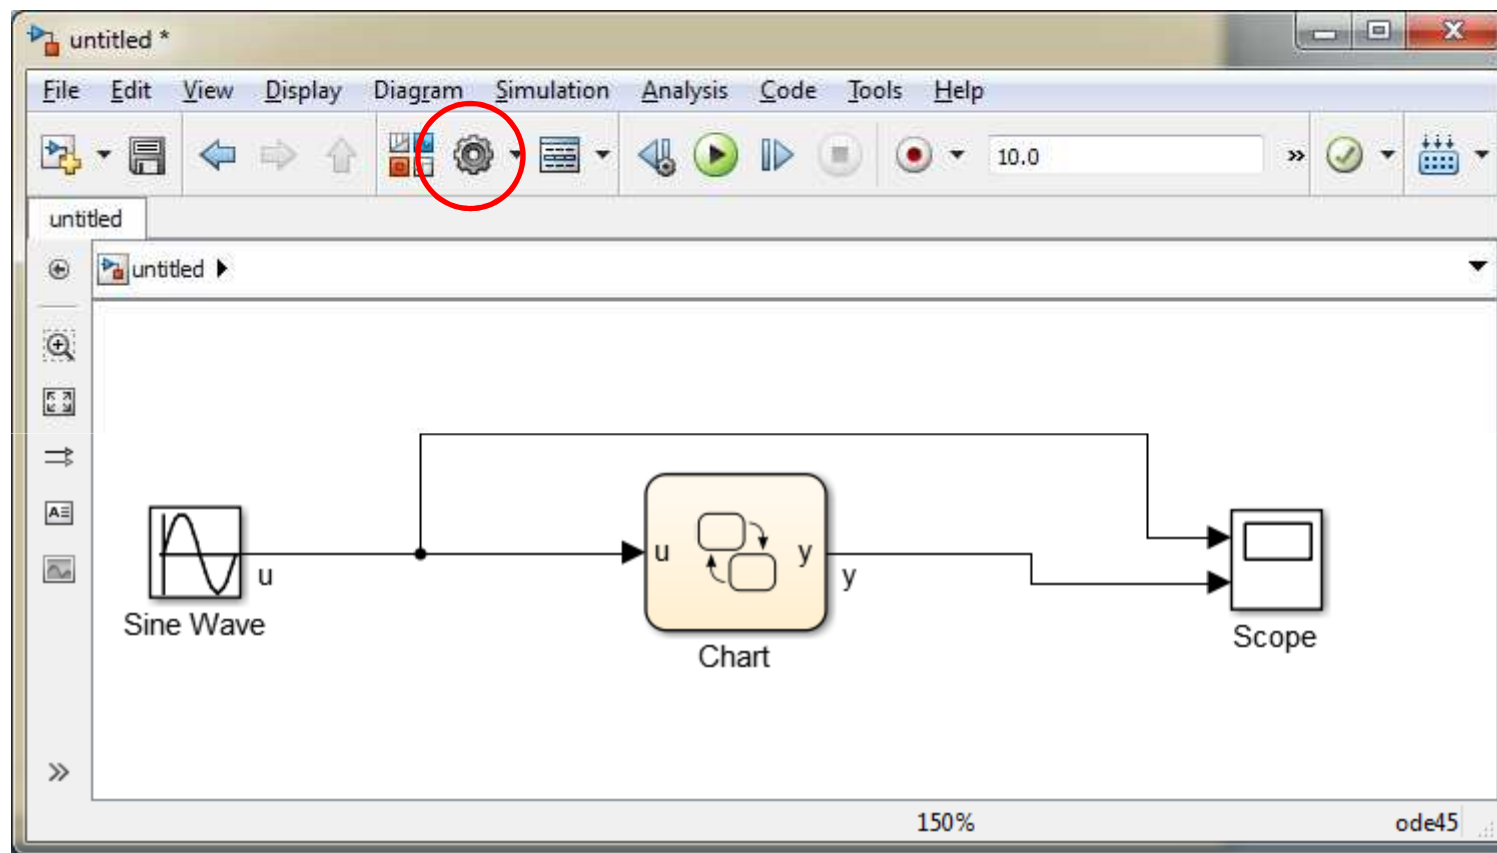 untitled *
File Edit View Display Diagram Simulation Analysis Code Tools Help
10.0 »
untitled
untitled
A
u
u y
y
Sine Wave
Chart
Scope
»
150% ode45